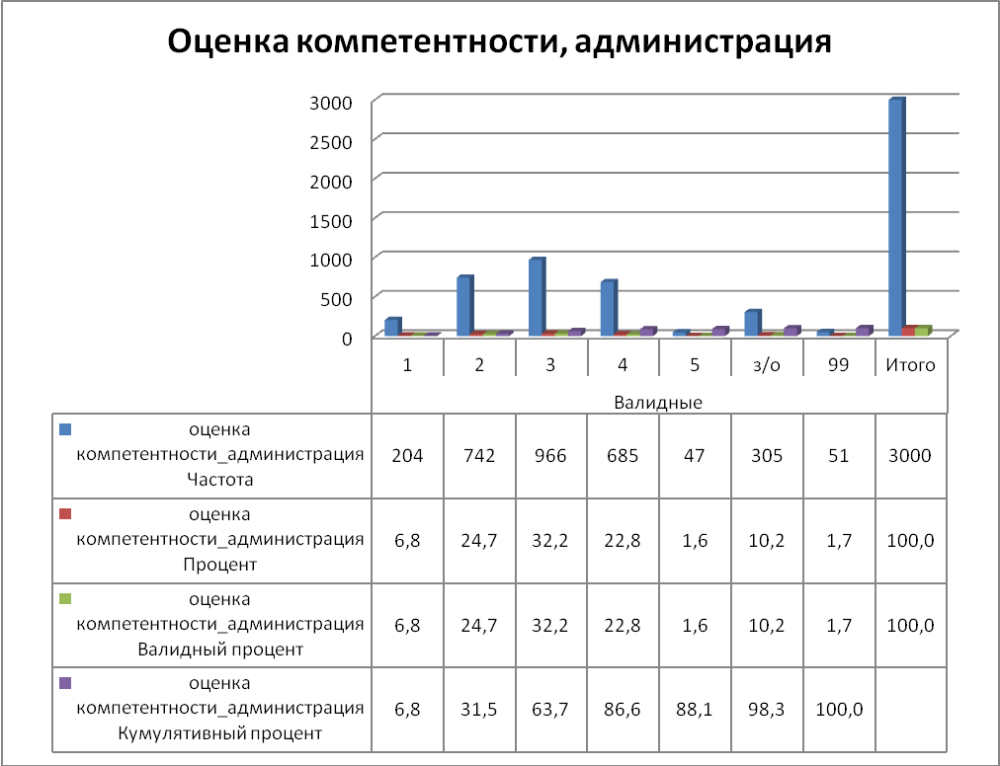 Оценка компетентности, администрация
3000
2500
2000
1500
1000
500
0
1 2 3 4 5 з/о 99 Итого
Валидные
оценка
компетентности_администрация
Частота
204 742 966 685 47 305 51 3000
оценка
компетентности_администрация
Процент
6,8 24,7 32,2 22,8 1,6 10,2 1,7 100,0
оценка
компетентности_администрация
Валидный процент
6,8 24,7 32,2 22,8 1,6 10,2 1,7 100,0
оценка
компетентности_администрация
Кумулятивный процент
6,8 31,5 63,7 86,6 88,1 98,3 100,0